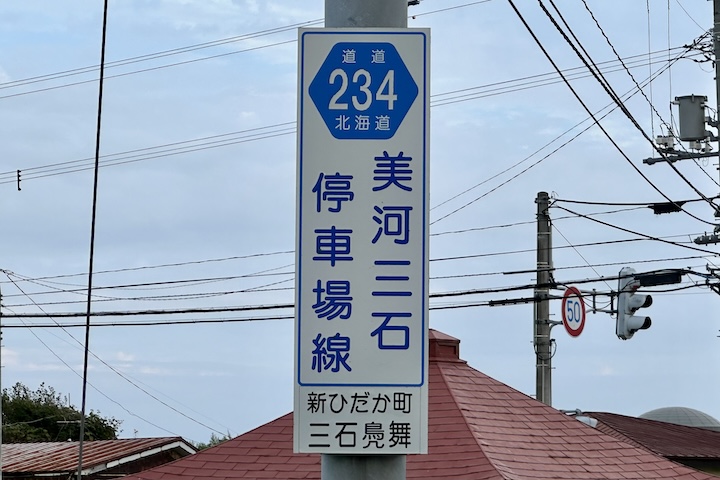 道道
234
北海道
美河三石
停車場線
新ひだか町
三石鳧舞
50